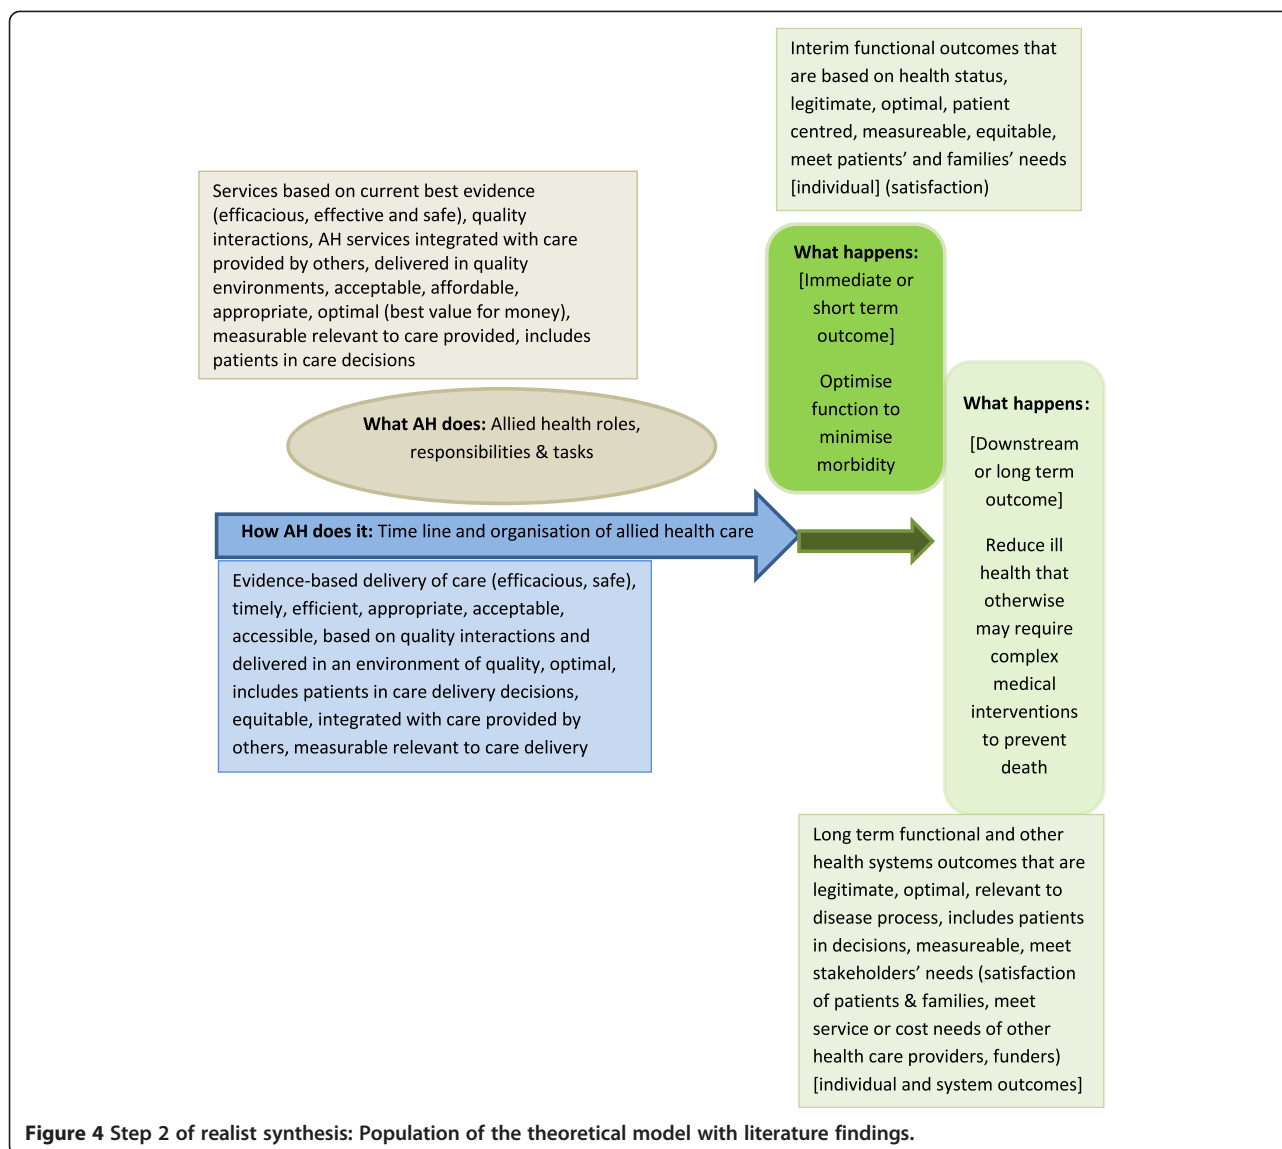 Interim functional outcomes that
are based on health status,
legitimate, optimal, patient
centred, measureable, equitable,
meet patients’ and families’ needs
[individual] (satisfaction)
Services based on current best evidence
(efficacious, effective and safe), quality
interactions, AH services integrated with care
provided by others, delivered in quality
environments, acceptable, affordable,
appropriate, optimal (best value for money),
measurable relevant to care provided, includes
patients in care decisions
What happens:
[Immediate or
short term
outcome]
Optimise
function to
minimise
morbidity
What AH does: Allied health roles,
responsibilities & tasks
What happens:
[Downstream
or long term
outcome]
Reduce ill
health that
otherwise
may require
complex
medical
interventions
to prevent
death
How AH does it: Time line and organisation of allied health care
Evidence-based delivery of care (efficacious, safe),
timely, efficient, appropriate, acceptable,
accessible, based on quality interactions and
delivered in an environment of quality, optimal,
includes patients in care delivery decisions,
equitable, integrated with care provided by
others, measurable relevant to care delivery
Long term functional and other
health systems outcomes that are
legitimate, optimal, relevant to
disease process, includes patients
in decisions, measureable, meet
stakeholders’ needs (satisfaction
of patients & families, meet
service or cost needs of other
health care providers, funders)
[individual and system outcomes]
Figure 4 Step 2 of realist synthesis: Population of the theoretical model with literature findings.